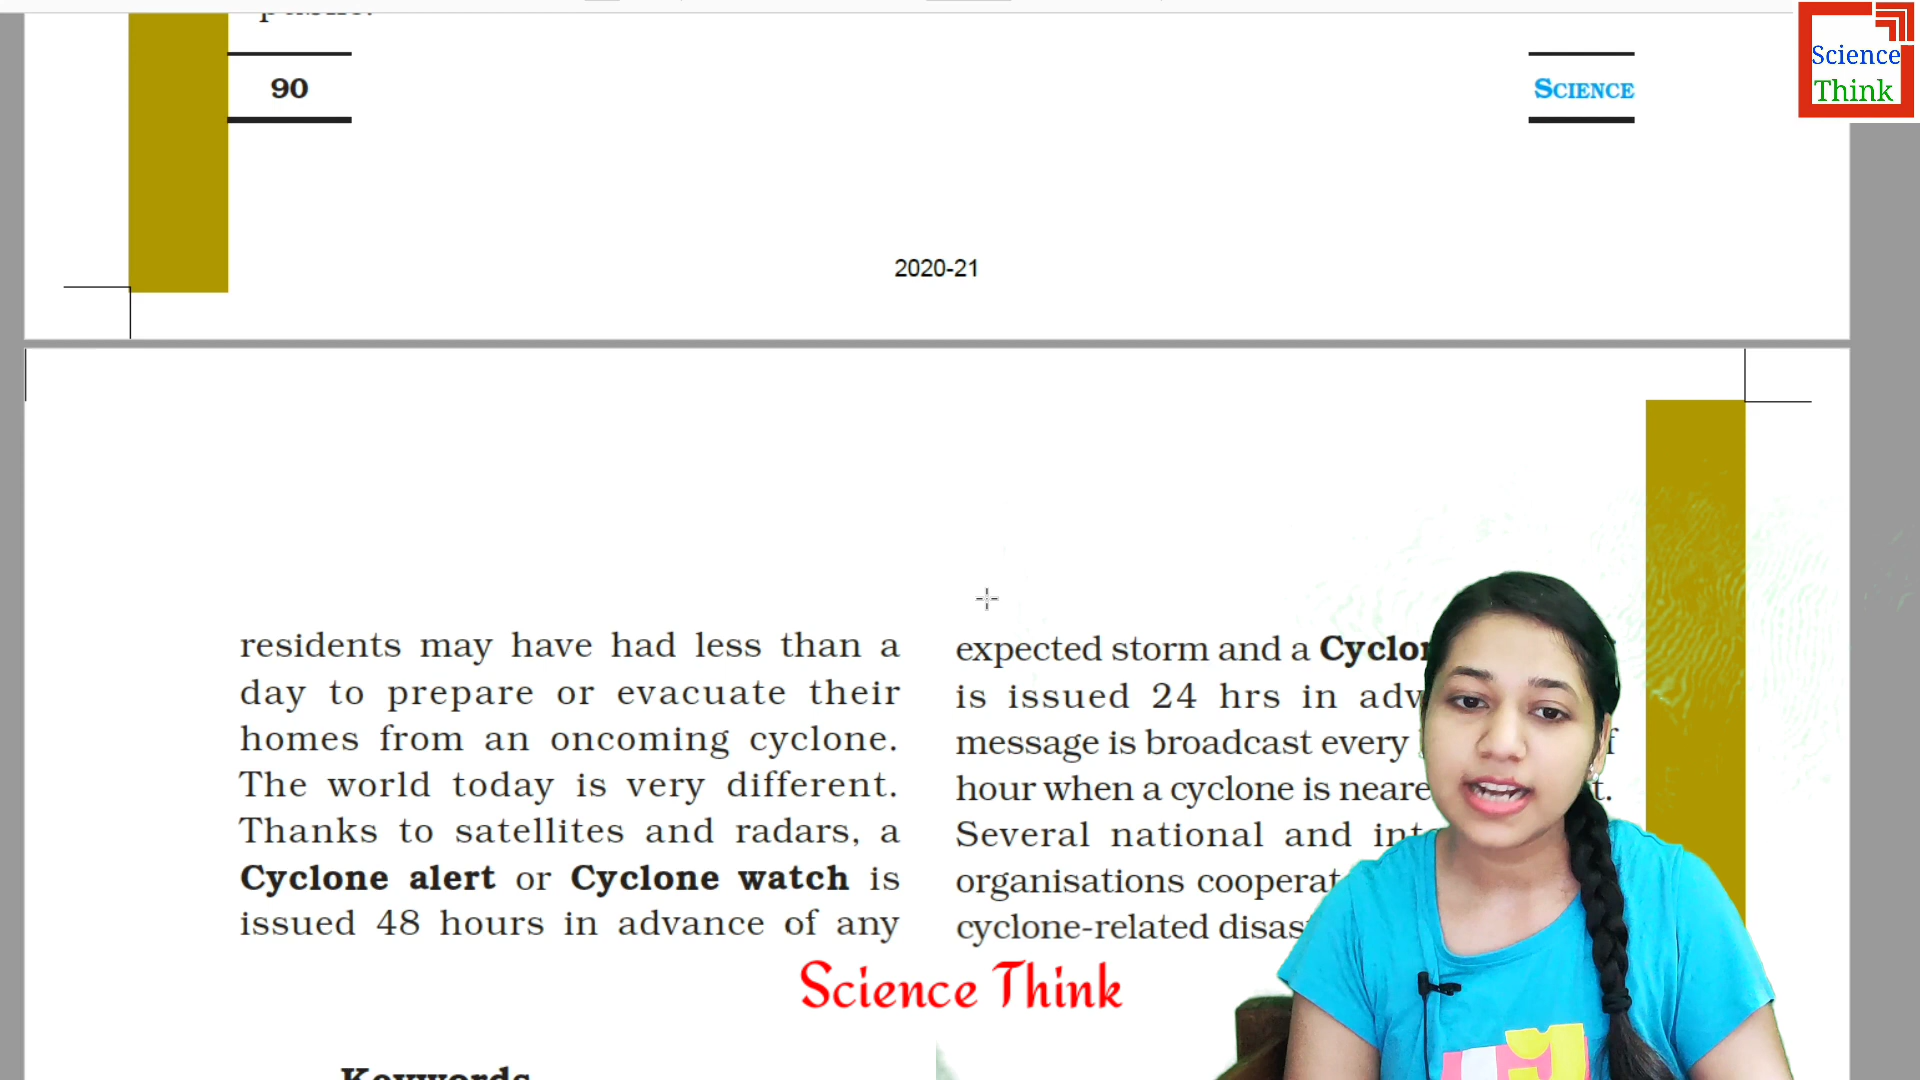 90
SCIENCE
Science
Think
2020-21
residents may have had less than a
day to prepare or evacuate their
homes from an oncoming cyclone.
The world today is very different.
Thanks to satellites and radars, a
Cyclone alert or Cyclone watch is
issued 48 hours in advance of any
expected storm and a
is issued 24 hrs in
message is broadcast every
hour when a cyclone is
Several national and
organisations
cyclone-related
Science Think
Keywords